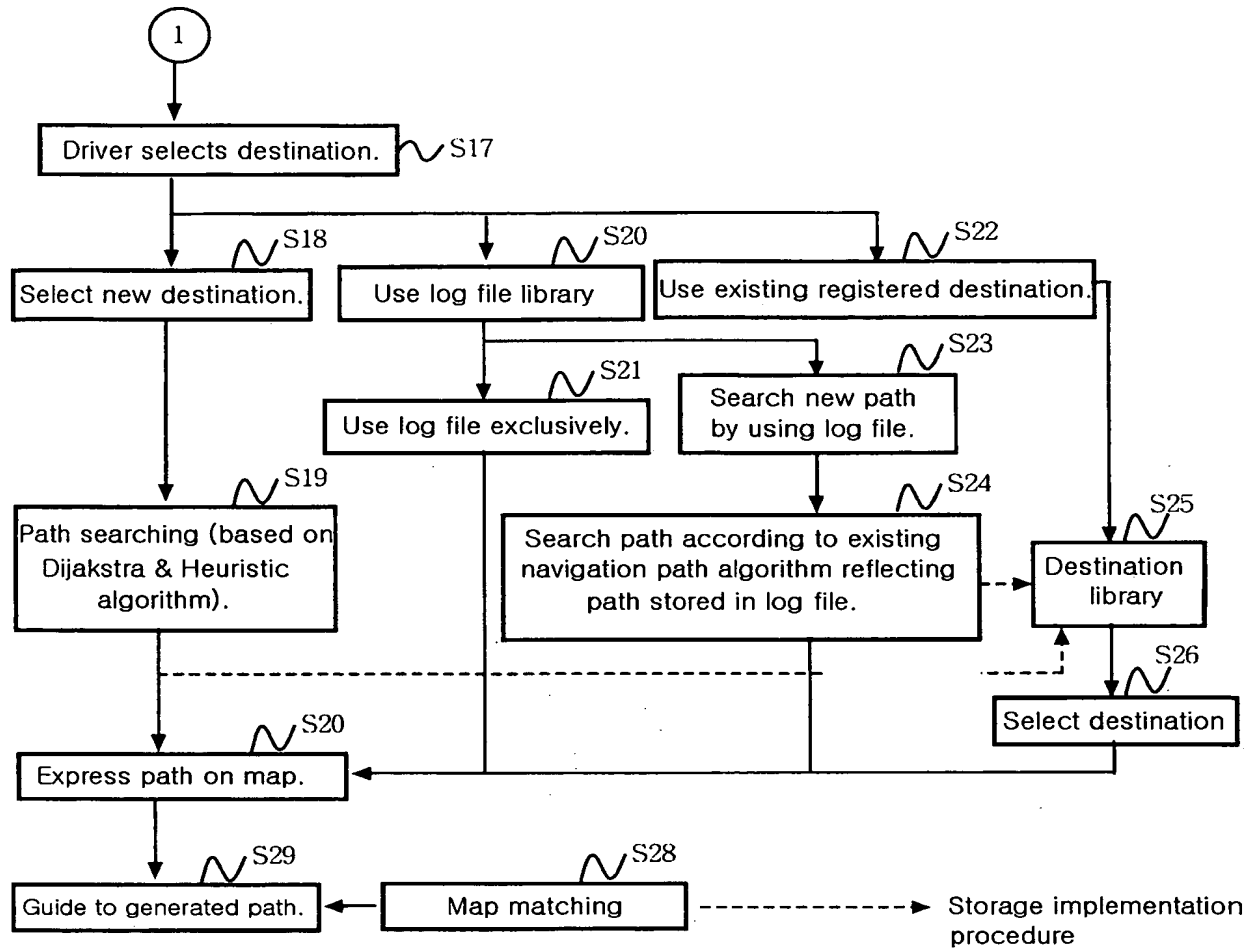 1
Driver selects destination.
S17
S18
S20
S22
Select new destination.
Use log file library
Use existing registered destination.
S21
S23
Use log file exclusively.
Search new path
by using log file.
S19
S24
S25
Path searching (based on
Dijakstra & Heuristic
algorithm).
Search path according to existing
navigation path algorithm reflecting
path stored in log file.
Destination
library
S26
Select destination
S20
Express path on map.
S29
S28
Guide to generated path.
Map matching
Storage implementation
procedure